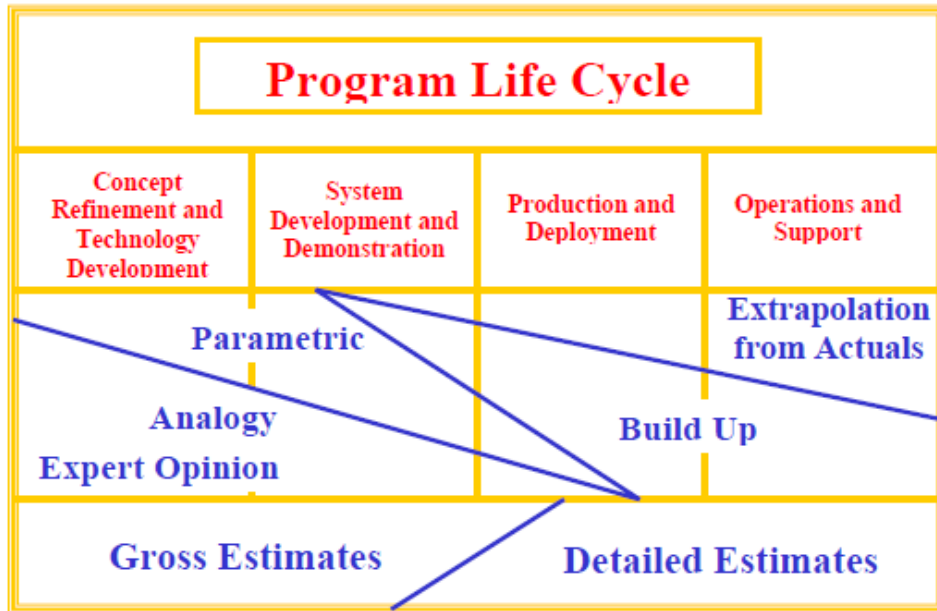 Program Life Cycle
Concept
Refinement and
Technology
Development
System
Development and
Demonstration
Production and
Deployment
Operations and
Support
Extrapolation
from Actuals
Parametric
Analogy
Build Up
Expert Opinion
Gross Estimates
Detailed Estimates